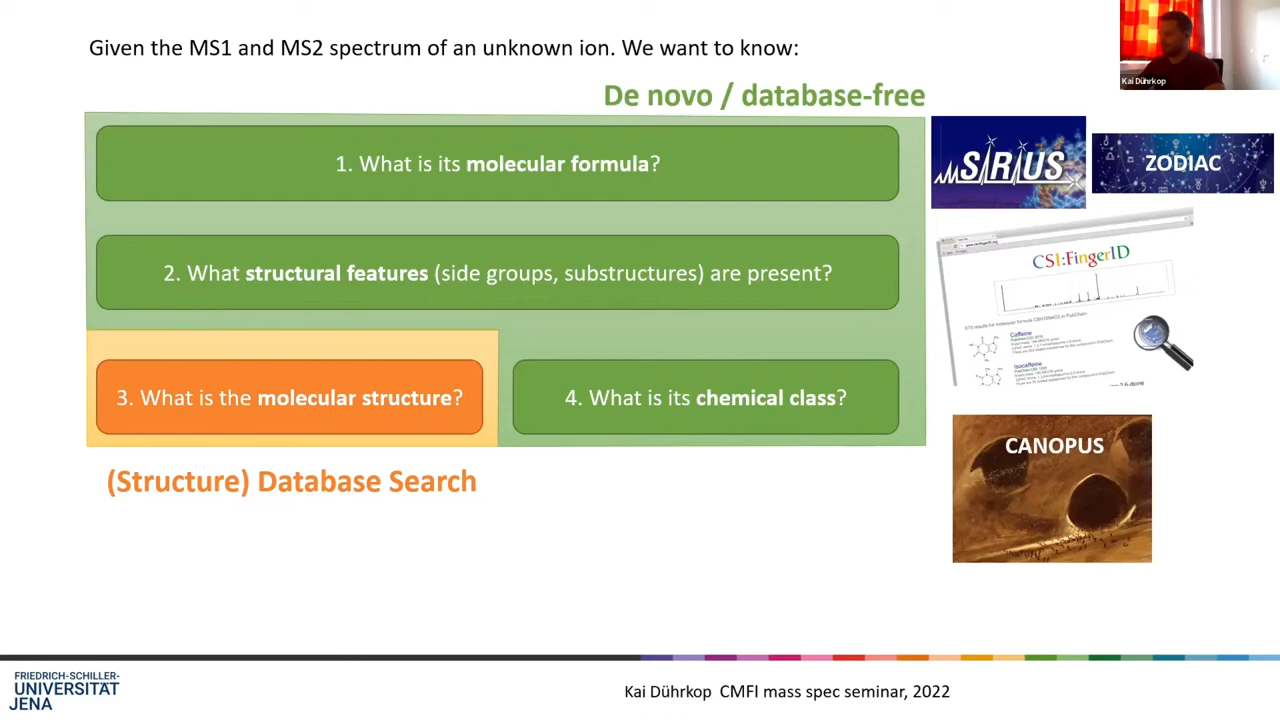 Given the MS1 and MS2 spectrum of an unknown ion. We want to know:
Kai Dührkop
De novo / database-free
1. What is its molecular formula?
SIRIUS
ZODIAC
2. What structural features (side groups, substructures) are present?
CSI:FingerID
Caffeine
Isocaffeine
3. What is the molecular structure?
4. What is its chemical class?
CANOPUS
(Structure) Database Search
FRIEDRICH-SCHILLER-
UNIVERSITÄT
JENA
Kai Dührkop CMFI mass spec seminar, 2022